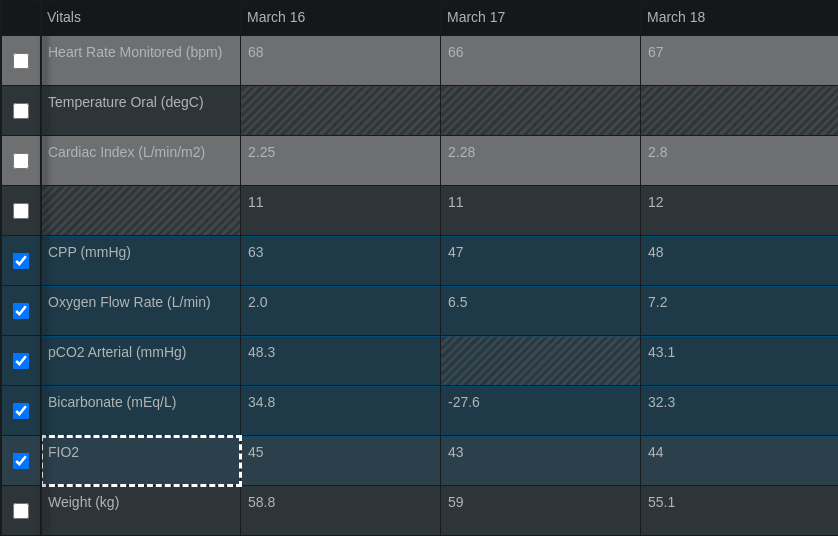 Vitals March 16 March 17 March 18
Heart Rate Monitored (bpm) 68 66 67
Temperature Oral (degC)
Cardiac Index (L/min/m2) 2.25 2.28 2.8
11 11 12
CPP (mmHg) 63 47 48
Oxygen Flow Rate (L/min) 2.0 6.5 7.2
pCO2 Arterial (mmHg) 48.3 43.1
Bicarbonate (mEq/L) 34.8 -27.6 32.3
FIO2 45 43 44
Weight (kg) 58.8 59 55.1